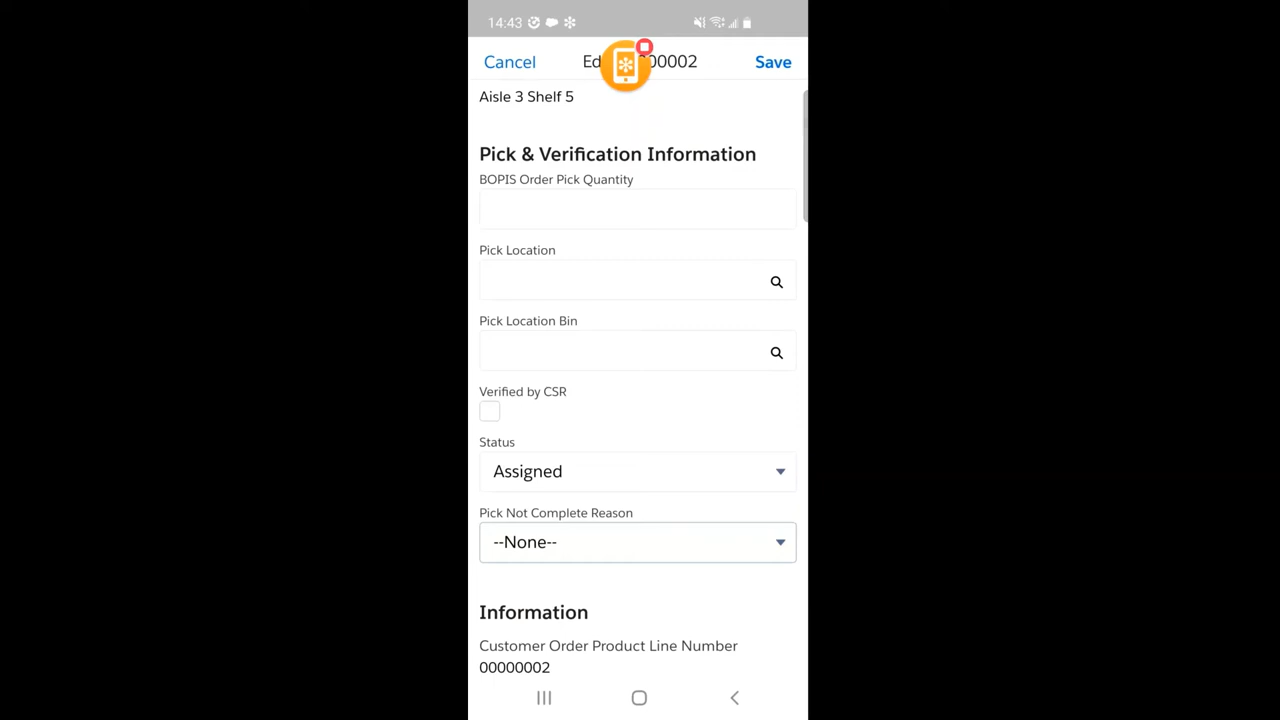 14:43
Cancel
Ed 00002
Save
Aisle 3 Shelf 5
Pick & Verification Information
BOPIS Order Pick Quantity
Pick Location
Pick Location Bin
Verified by CSR
Status
Assigned
Pick Not Complete Reason
--None--
Information
Customer Order Product Line Number
00000002